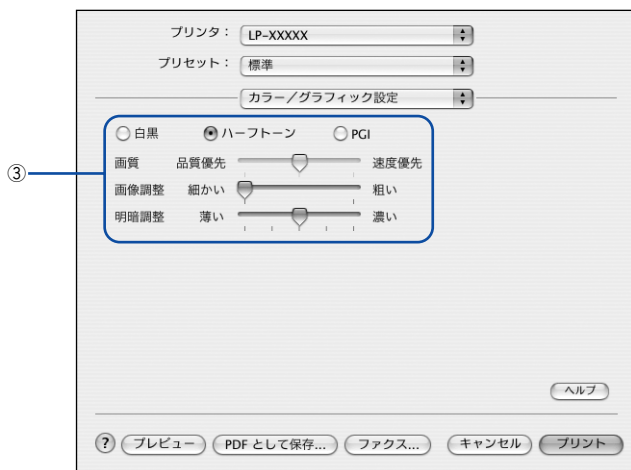 プリンタ： LP-XXXXX
プリセット： 標準
カラー／グラフィック設定
白黒 ハーフトーン PGI
画質 品質優先 速度優先
③
画像調整 細かい 粗い
明暗調整 薄い 濃い
ヘルプ
? プレビュー PDF として保存... ファクス... キャンセル プリント